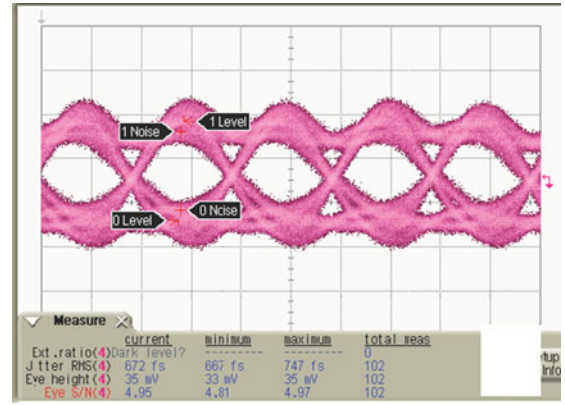 1 Level
1 Noise
0 Noise
0 Level
Measure
current minimum maximum total meas
Ext.ratio(4) Dark level? --------- --------- 0
Jitter RMS(4) 672 fs 667 fs 747 fs 102
Eye height(4) 35 mV 33 mV 35 mV 102
Eye S/N(4) 4.95 4.81 4.97 102
tup
Info